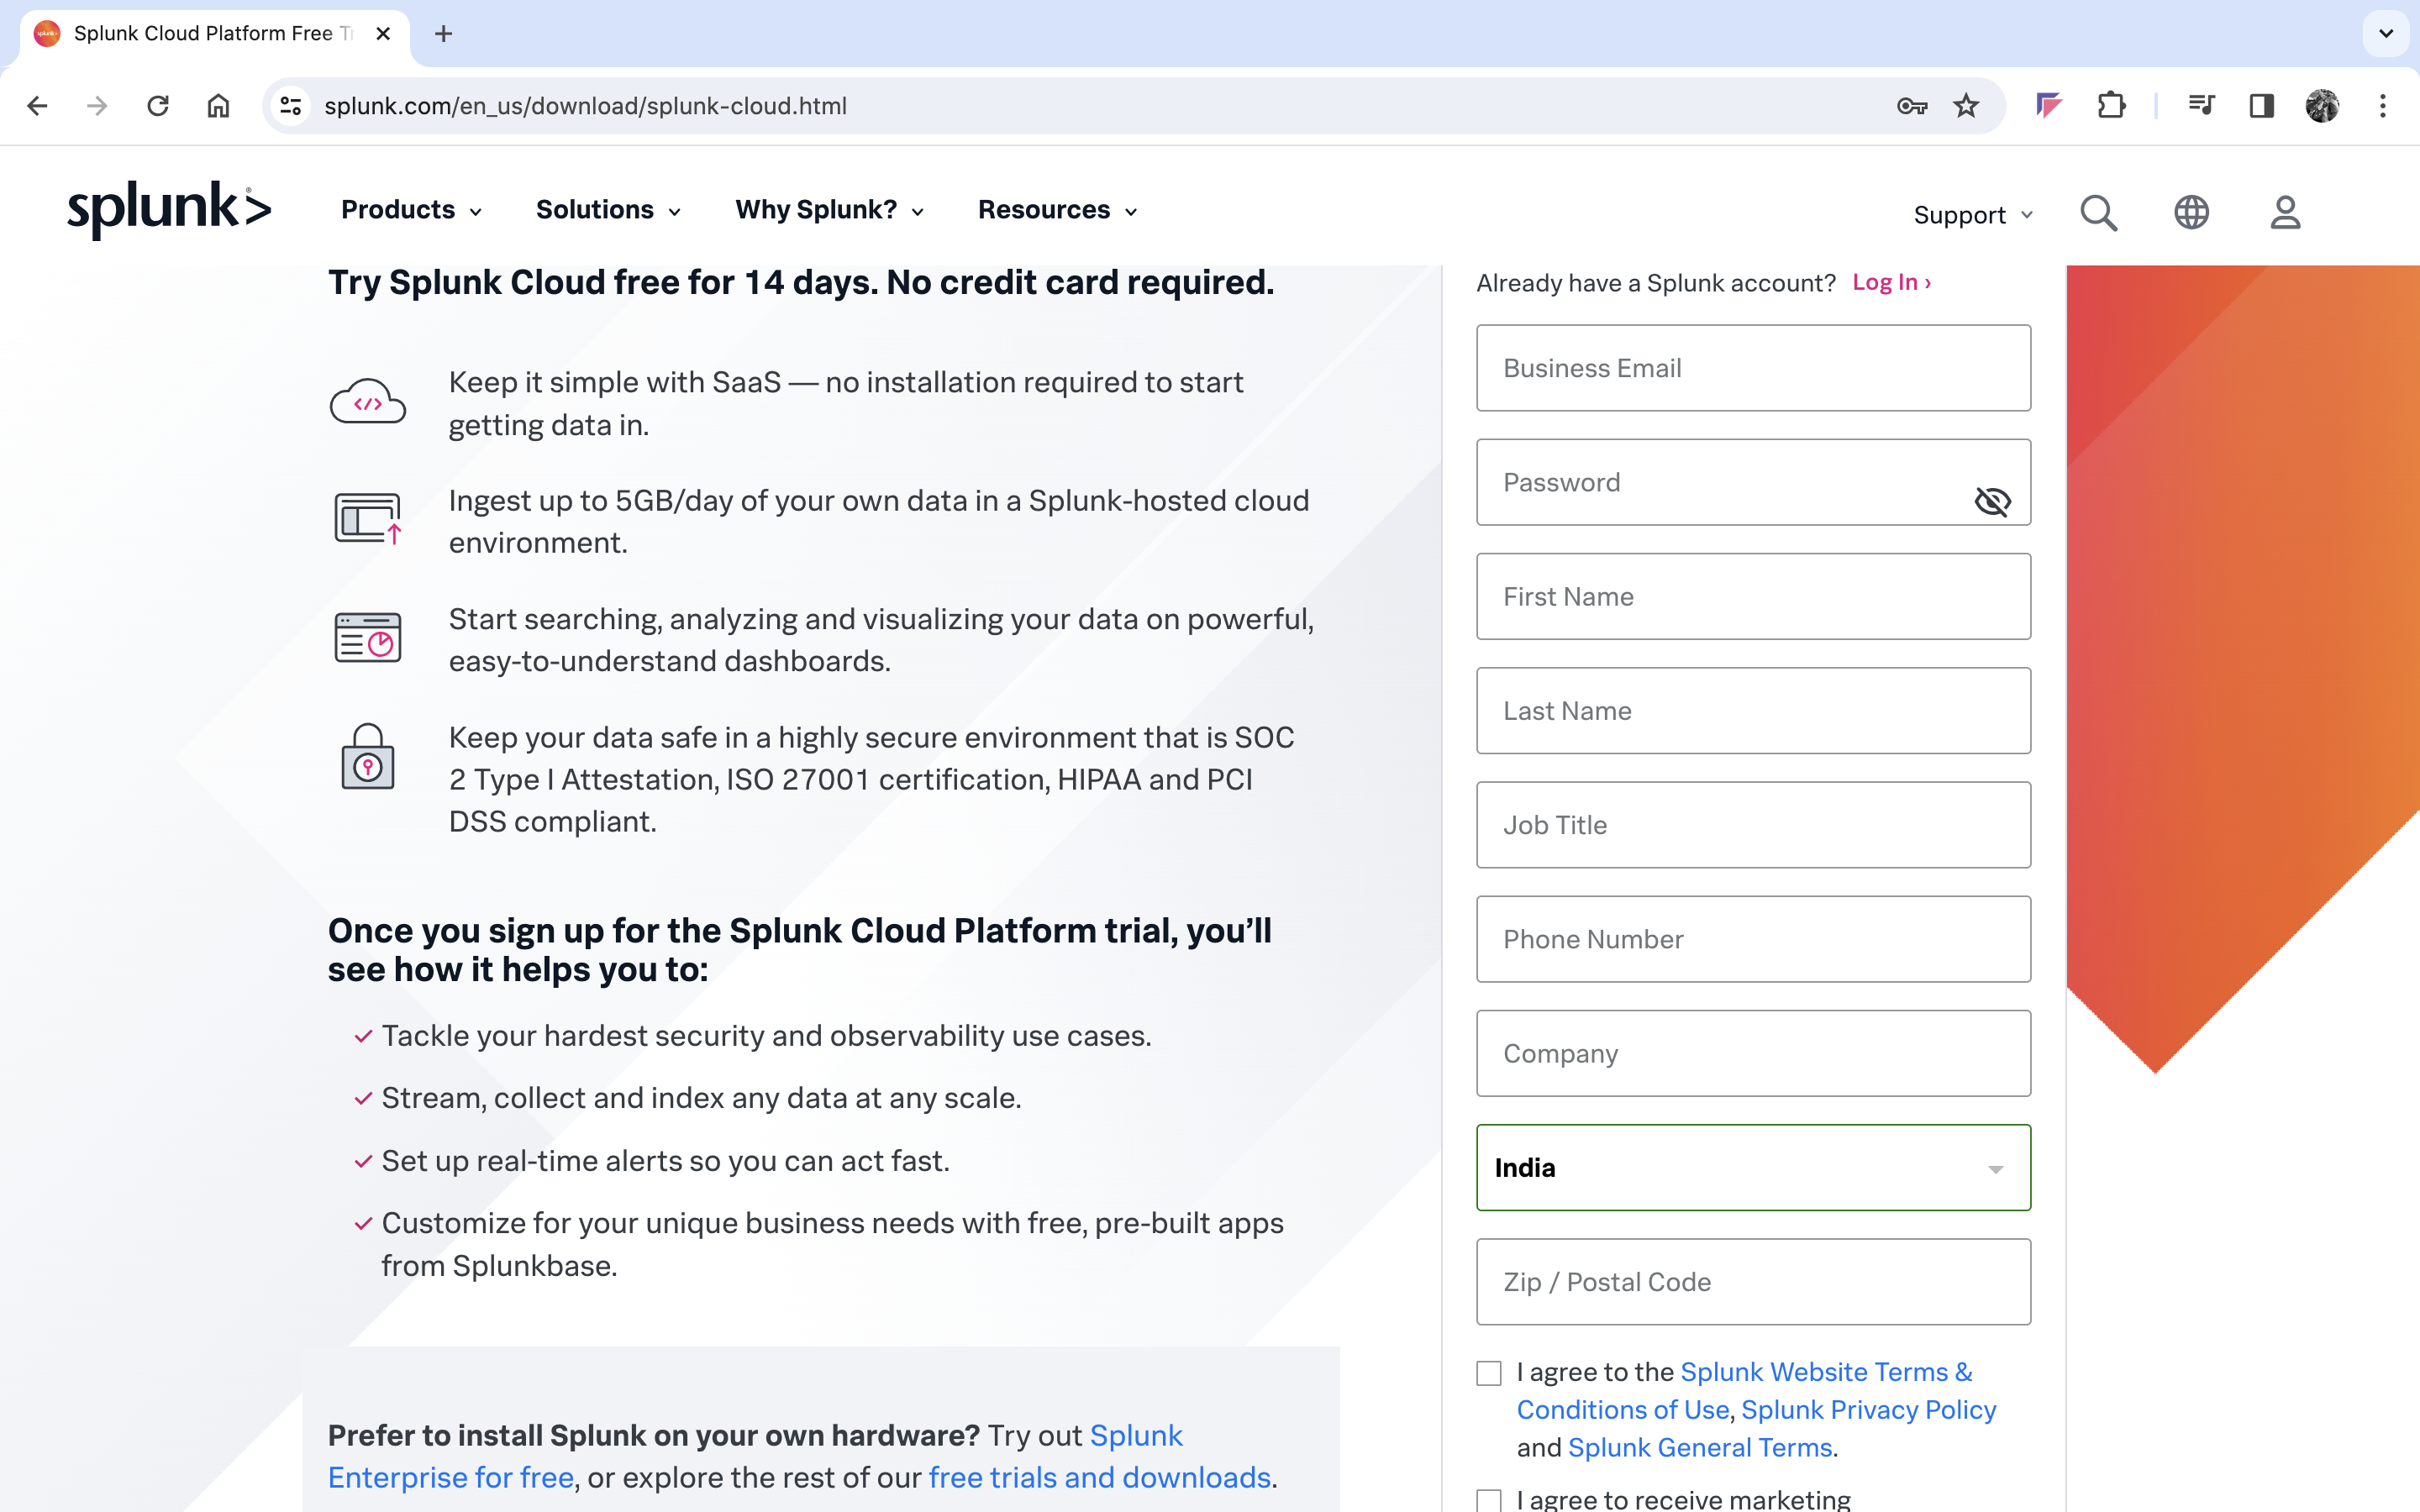 Splunk Cloud Platform Free Tr
splunk.com/en_us/download/splunk-cloud.html
splunk>
Products
Solutions
Why Splunk?
Resources
Support
Try Splunk Cloud free for 14 days. No credit card required.
Keep it simple with SaaS — no installation required to start
getting data in.
Ingest up to 5GB/day of your own data in a Splunk-hosted cloud
environment.
Start searching, analyzing and visualizing your data on powerful,
easy-to-understand dashboards.
Keep your data safe in a highly secure environment that is SOC
2 Type I Attestation, ISO 27001 certification, HIPAA and PCI
DSS compliant.
Once you sign up for the Splunk Cloud Platform trial, you’ll
see how it helps you to:
Tackle your hardest security and observability use cases.
Stream, collect and index any data at any scale.
Set up real-time alerts so you can act fast.
Customize for your unique business needs with free, pre-built apps
from Splunkbase.
Prefer to install Splunk on your own hardware? Try out Splunk
Enterprise for free, or explore the rest of our free trials and downloads.
Already have a Splunk account? Log In ›
Business Email
Password
First Name
Last Name
Job Title
Phone Number
Company
India
Zip / Postal Code
I agree to the Splunk Website Terms &
Conditions of Use, Splunk Privacy Policy
and Splunk General Terms.
I agree to receive marketing